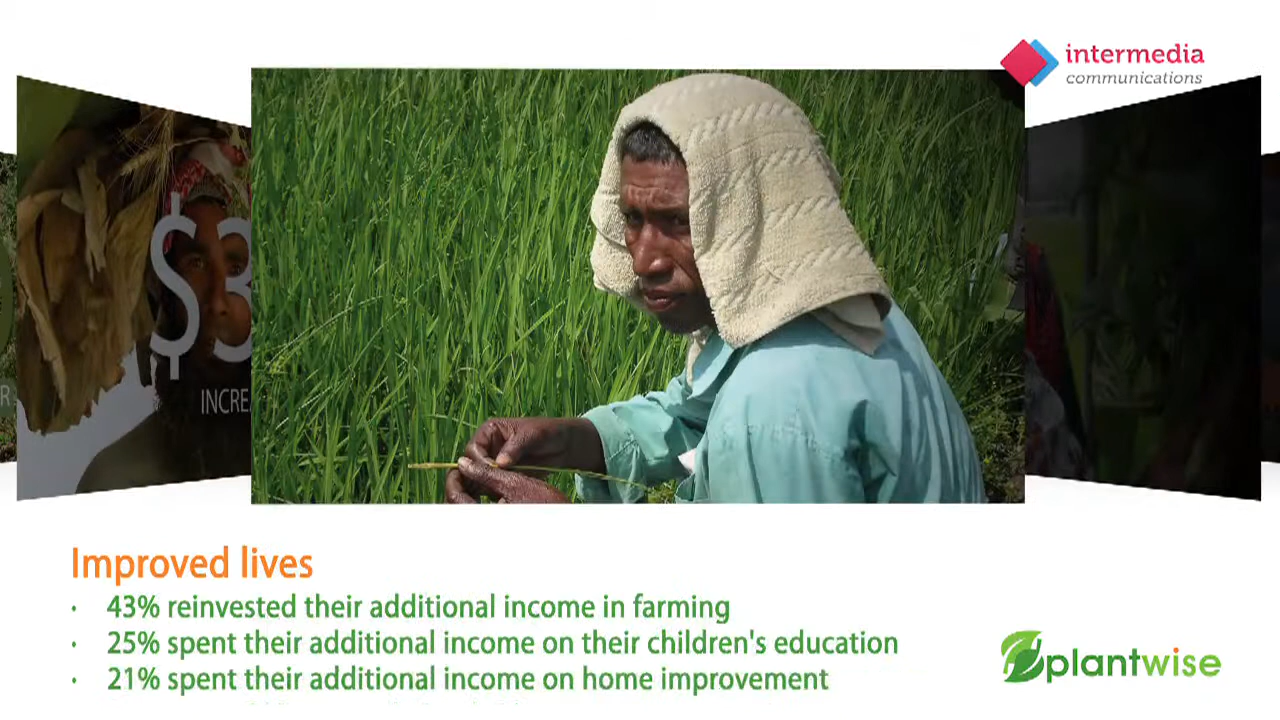 intermedia
communications
$3
INCRE
R
Improved lives
· 43% reinvested their additional income in farming
· 25% spent their additional income on their children's education
· 21% spent their additional income on home improvement
plantwise